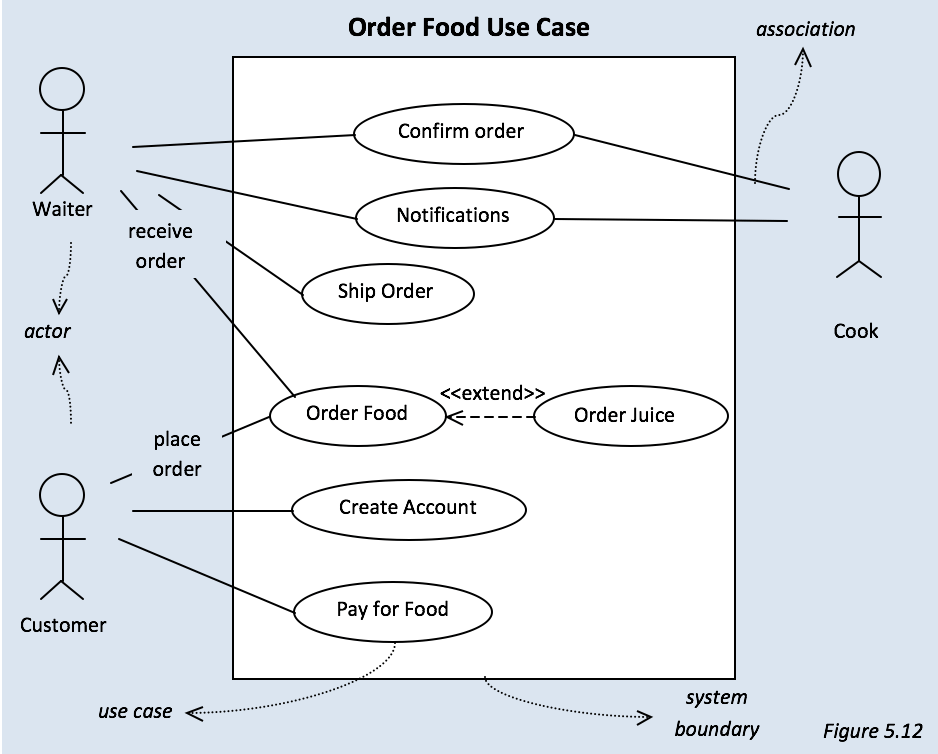 Order Food Use Case
association
Confirm order
Waiter
Notifications
receive
order
Ship Order
actor
Cook
<<extend>>
Order Food
Order Juice
place
order
Create Account
Customer
Pay for Food
use case
system
boundary
Figure 5.12